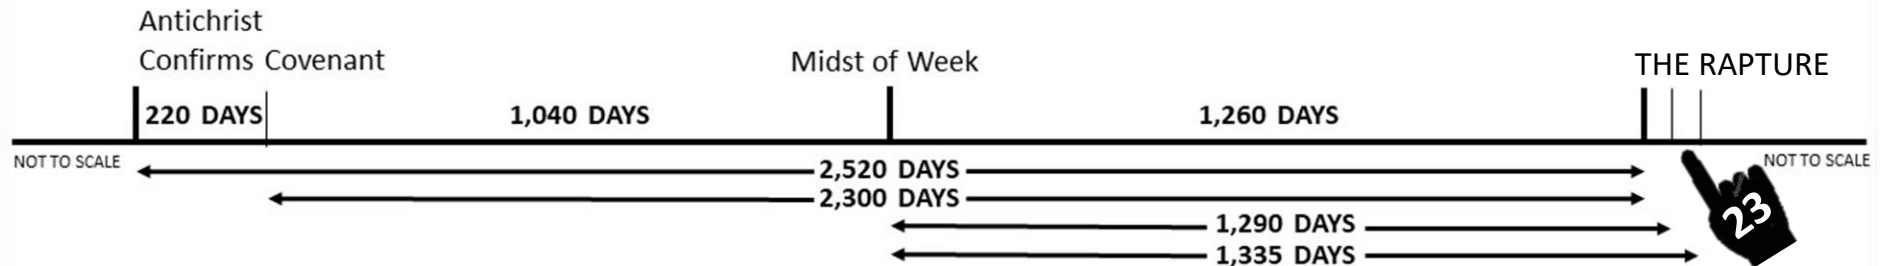 Antichrist
Confirms Covenant
Midst of Week
THE RAPTURE
220 DAYS
1,040 DAYS
1,260 DAYS
NOT TO SCALE
NOT TO SCALE
2,520 DAYS
2,300 DAYS
1,290 DAYS
1,335 DAYS
23